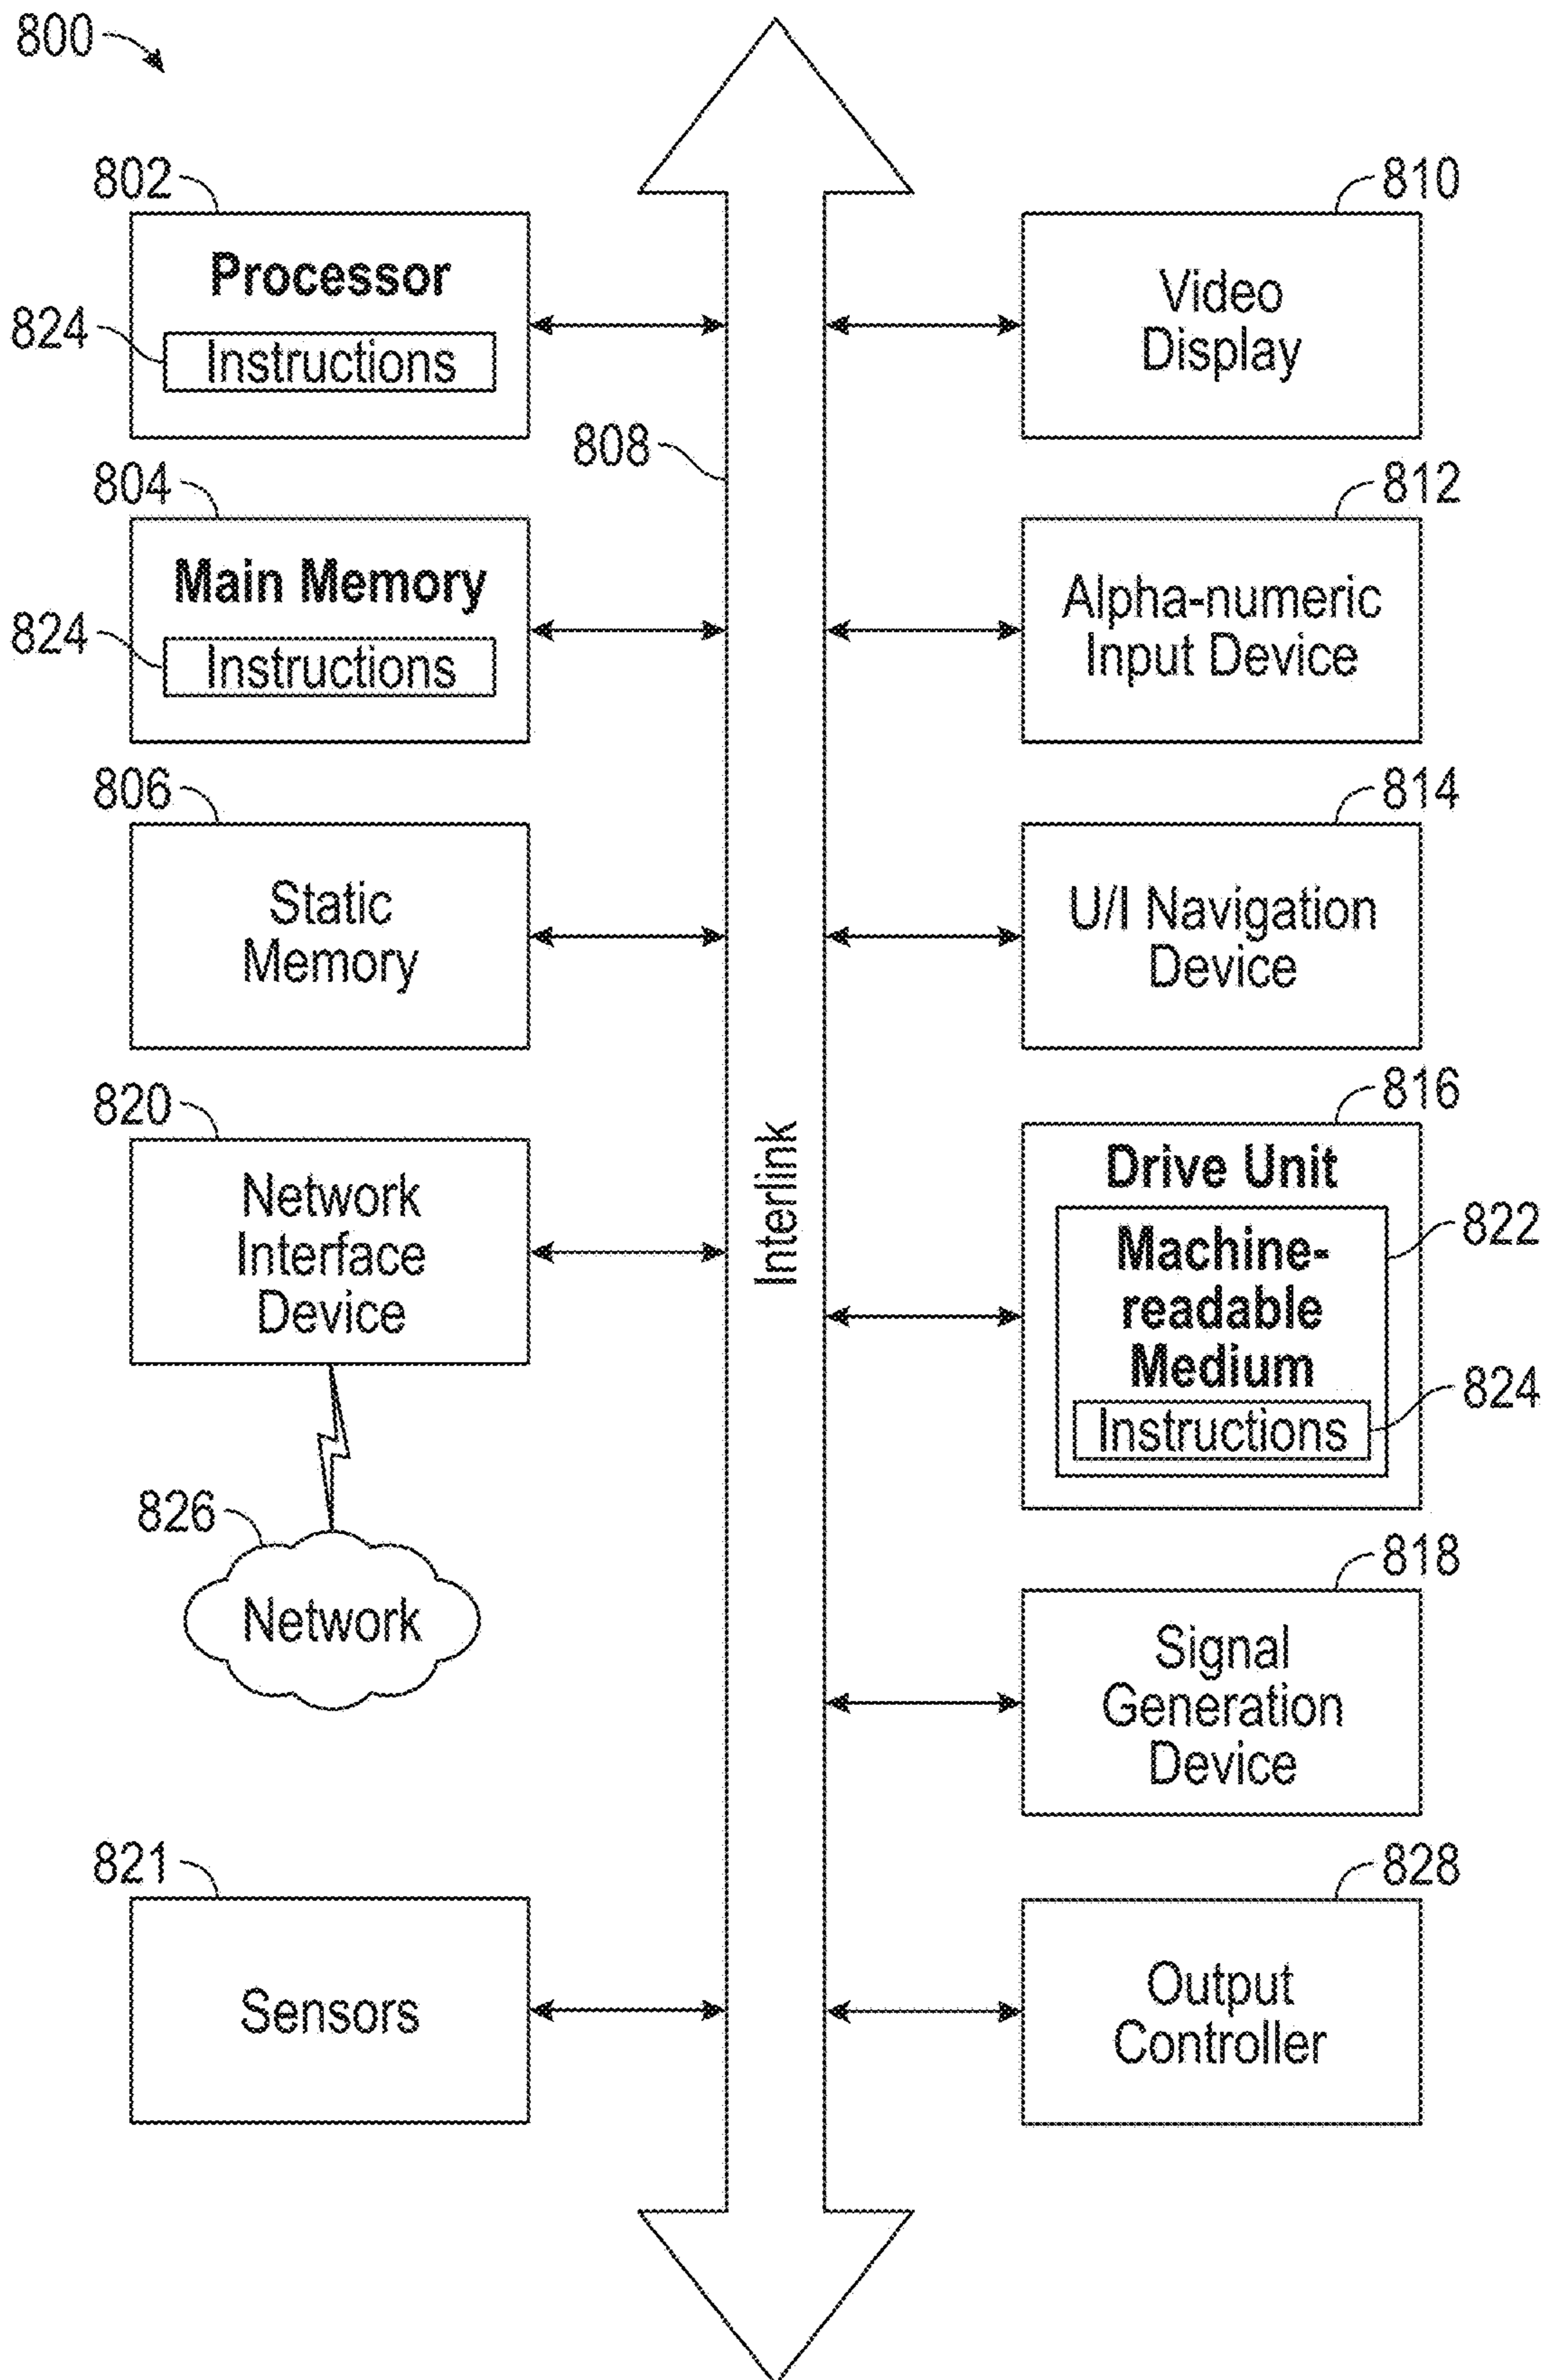 800
802
Processor
824
Instructions
804
Main Memory
824
Instructions
806
Static
Memory
820
Network
Interface
Device
826
Network
821
Sensors
808
Interlink
810
Video
Display
812
Alpha-numeric
Input Device
814
U/I Navigation
Device
816
Drive Unit
822
Machine-
readable
Medium
824
Instructions
818
Signal
Generation
Device
828
Output
Controller